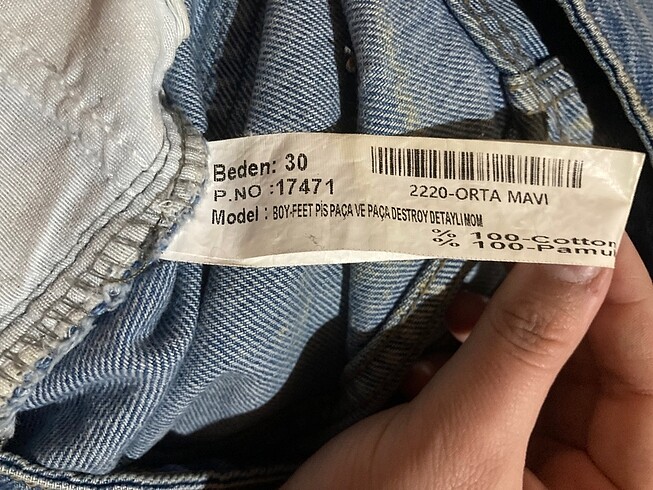 Beden: 30
P.NO :17471
2220-ORTA MAVI
Model : BOY-FEET PİS PAÇA VE PAÇA DESTROY DETAYLI MOM
% 100-Cotton
% 100-Pamu